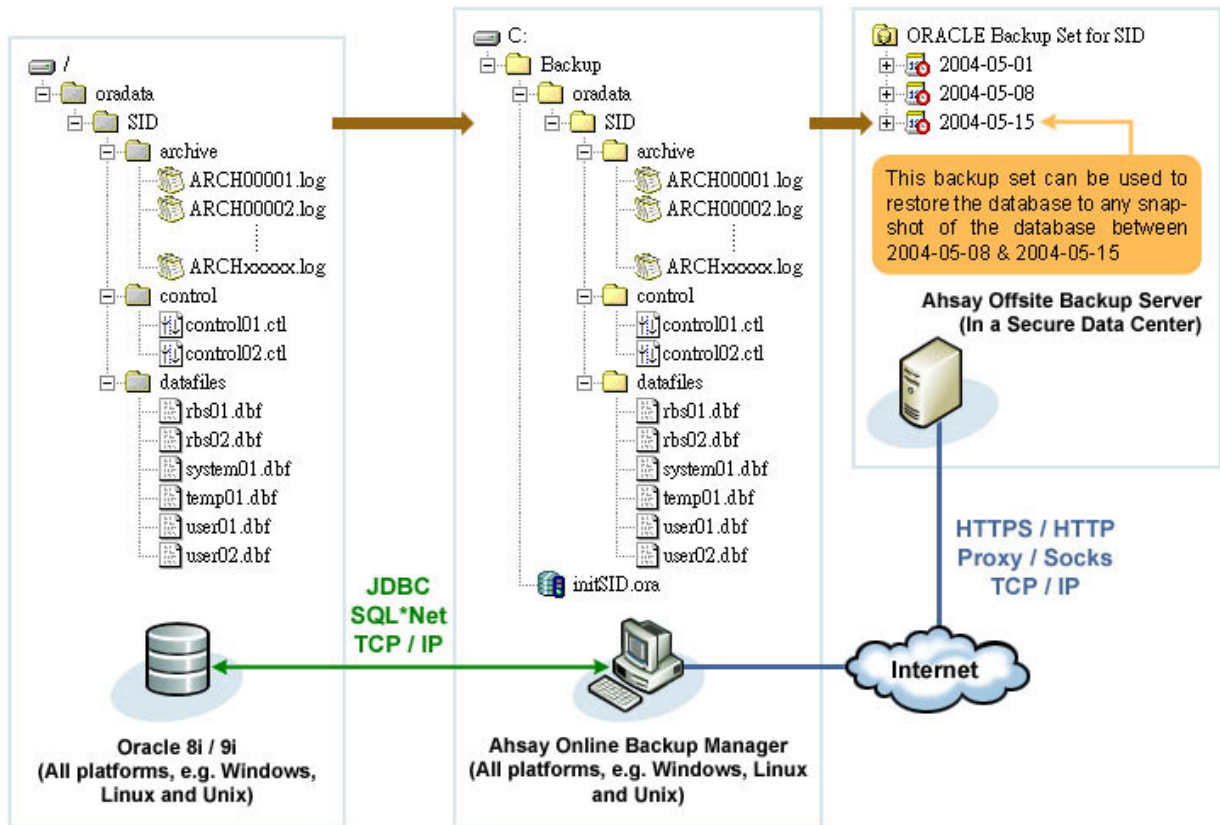 /
oradata
SID
archive
ARCH00001.log
ARCH00002.log
ARCHxxxxx.log
control
control01.ctl
control02.ctl
datafiles
rbs01.dbf
rbs02.dbf
system01.dbf
temp01.dbf
user01.dbf
user02.dbf
Oracle 8i / 9i
(All platforms, e.g. Windows,
Linux and Unix)
JDBC
SQL*Net
TCP / IP
C:
Backup
oradata
SID
archive
ARCH00001.log
ARCH00002.log
ARCHxxxxx.log
control
control01.ctl
control02.ctl
datafiles
rbs01.dbf
rbs02.dbf
system01.dbf
temp01.dbf
user01.dbf
user02.dbf
initSID.ora
Ahsay Online Backup Manager
(All platforms, e.g. Windows, Linux
and Unix)
ORACLE Backup Set for SID
2004-05-01
2004-05-08
2004-05-15
This backup set can be used to
restore the database to any snap-
shot of the database between
2004-05-08 & 2004-05-15
Ahsay Offsite Backup Server
(In a Secure Data Center)
HTTPS / HTTP
Proxy / Socks
TCP / IP
Internet